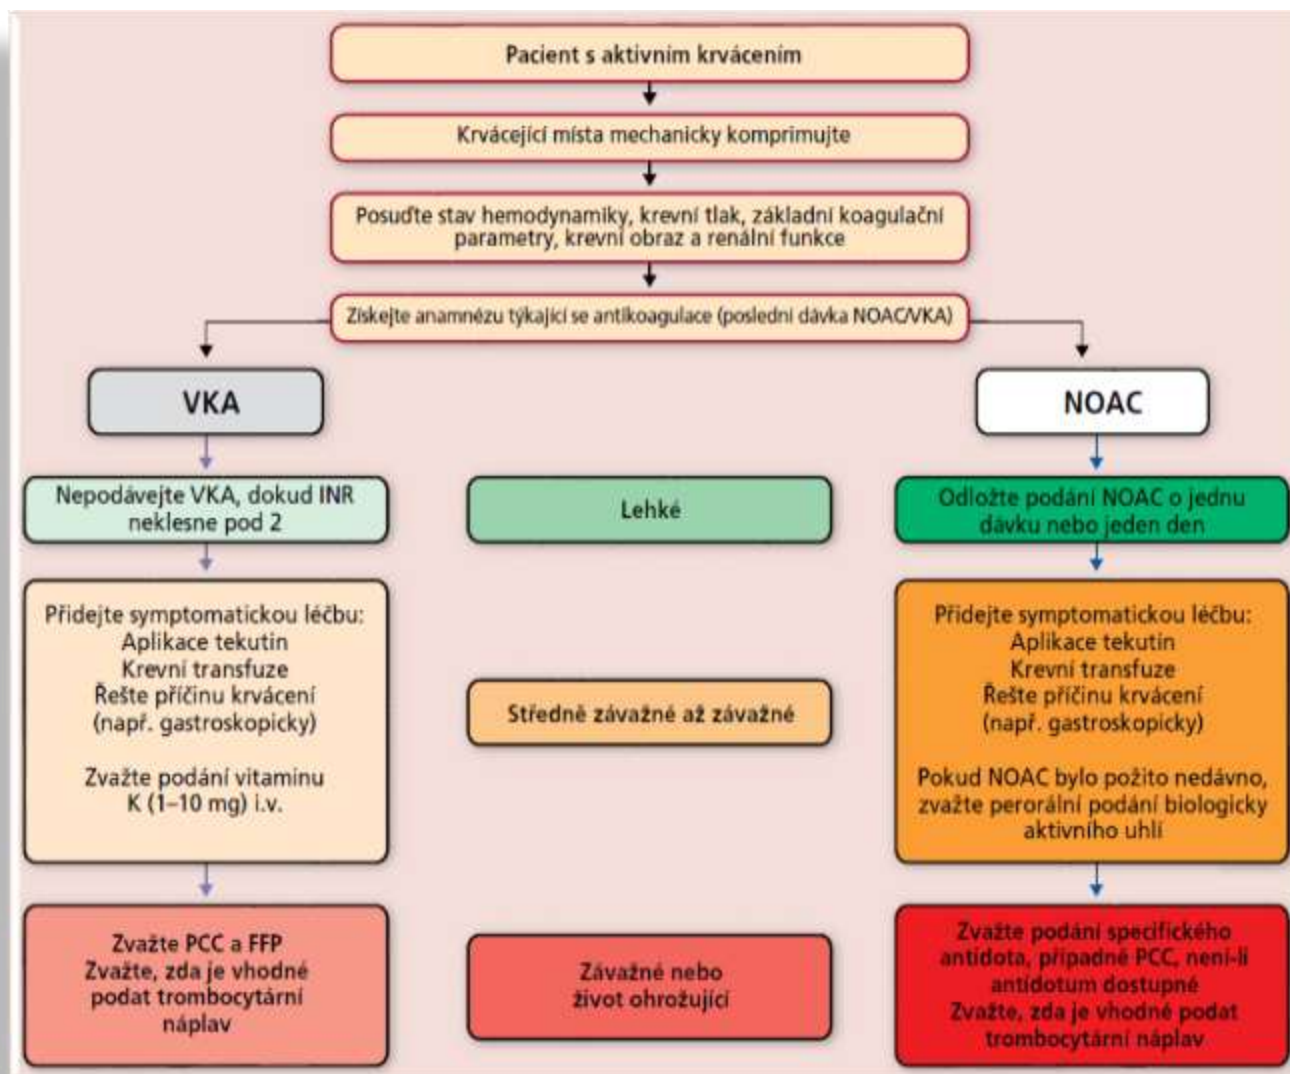 Pacient s aktivním krvácením
Krvácející místa mechanicky komprimujte
Posuďte stav hemodynamiky, krevní tlak, základní koagulační
parametry, krevní obraz a renální funkce
Získejte anamnézu týkající se antikoagulace (poslední dávka NOAC/VKA)
VKA
NOAC
Nepodávejte VKA, dokud INR
neklesne pod 2
Lehké
Odložte podání NOAC o jednu
dávku nebo jeden den
Přidejte symptomatickou léčbu:
Aplikace tekutin
Krevní transfuze
Řešte příčinu krvácení
(např. gastroskopicky)
Zvažte podání vitaminu
K (1–10 mg) i.v.
Středně závažné až závažné
Přidejte symptomatickou léčbu:
Aplikace tekutin
Krevní transfuze
Řešte příčinu krvácení
(např. gastroskopicky)
Pokud NOAC bylo požito nedávno,
zvažte perorální podání biologicky
aktivního uhlí
Zvažte PCC a FFP
Zvažte, zda je vhodné
podat trombocytární
náplav
Závažné nebo
život ohrožující
Zvažte podání specifického
antidota, případně PCC, není-li
antidotum dostupné
Zvažte, zda je vhodné podat
trombocytární náplav